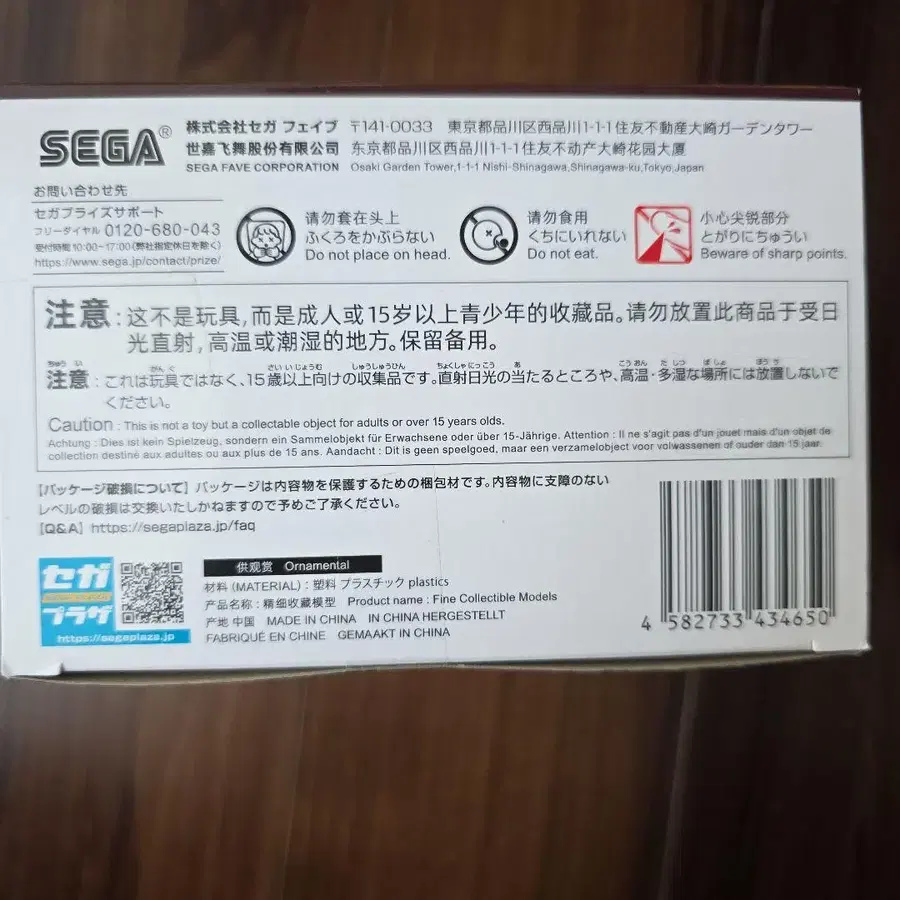 SEGA®
株式会社セガ フェイブ 〒141-0033 東京都品川区西品川1-1-1住友不動産大崎ガーデンタワー
世嘉飞舞股份有限公司 东京都品川区西品川1-1-1住友不动产大崎花园大厦
SEGA FAVE CORPORATION Osaki Garden Tower,1-1-1 Nishi-Shinagawa,Shinagawa-ku,Tokyo,Japan
お問い合わせ先
セガプライズサポート
フリーダイヤル 0120-680-043
受付時間10:00~17:00(弊社指定休日を除く)
https://www.sega.jp/contact/prize/
请勿套在头上
ふくろをかぶらない
Do not place on head.
请勿食用
くちにいれない
Do not eat.
小心尖锐部分
とがりにちゅうい
Beware of sharp points.
注意:这不是玩具,而是成人或15岁以上青少年的收藏品。请勿放置此商品于受日
光直射,高温或潮湿的地方。保留备用。
注意:これは玩具ではなく、15歳以上向けの収集品です。直射日光の当たるところや、高温・多湿な場所には放置しないで
ください。
Caution : This is not a toy but a collectable object for adults or over 15 years olds.
Achtung : Dies ist kein Spielzeug, sondern ein Sammelobjekt für Erwachsene oder über 15-Jährige. Attention : Il ne s'agit pas d'un jouet mais d'un objet de
collection destiné aux adultes ou aux plus de 15 ans. Aandacht : Dit is geen speelgoed, maar een verzamelobject voor volwassenen of ouder dan 15 jaar.
【パッケージ破損について】パッケージは内容物を保護するための梱包材です。内容物に支障のない
レベルの破損は交換いたしかねますので予めご了承ください。
【Q&A】https://segaplaza.jp/faq
セガ
プラザ
https://segaplaza.jp
供观赏 Ornamental
材料 (MATERIAL) : 塑料 プラスチック plastics
产品名称 : 精细收藏模型 Product name : Fine Collectible Models
产地 中国 MADE IN CHINA IN CHINA HERGESTELLT
FABRIQUÉ EN CHINE GEMAAKT IN CHINA
4 582733 434650